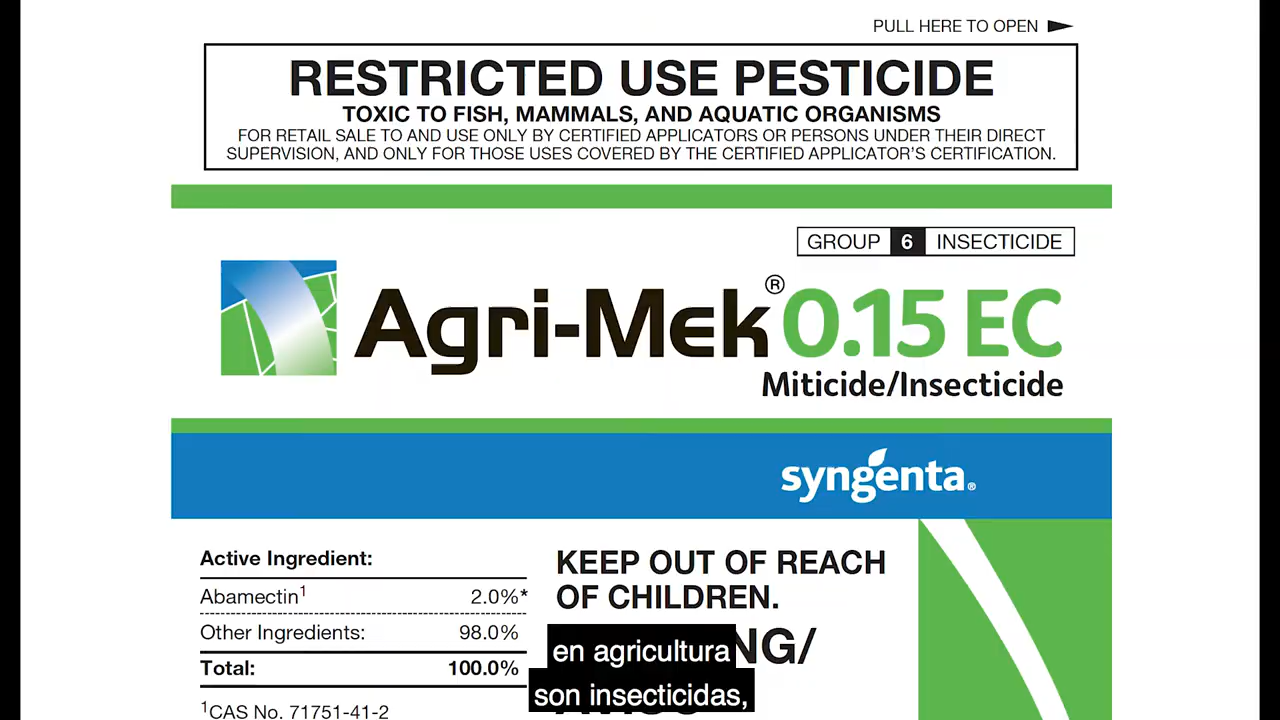 PULL HERE TO OPEN
RESTRICTED USE PESTICIDE
TOXIC TO FISH, MAMMALS, AND AQUATIC ORGANISMS
FOR RETAIL SALE TO AND USE ONLY BY CERTIFIED APPLICATORS OR PERSONS UNDER THEIR DIRECT
SUPERVISION, AND ONLY FOR THOSE USES COVERED BY THE CERTIFIED APPLICATOR'S CERTIFICATION.
GROUP 6 INSECTICIDE
Agri-Mek® 0.15 EC
Miticide/Insecticide
syngenta®
Active Ingredient:
Abamectin¹ 2.0%*
Other Ingredients: 98.0%
Total: 100.0%
¹CAS No. 71751-41-2
KEEP OUT OF REACH
OF CHILDREN.
en agricultura
son insecticidas,